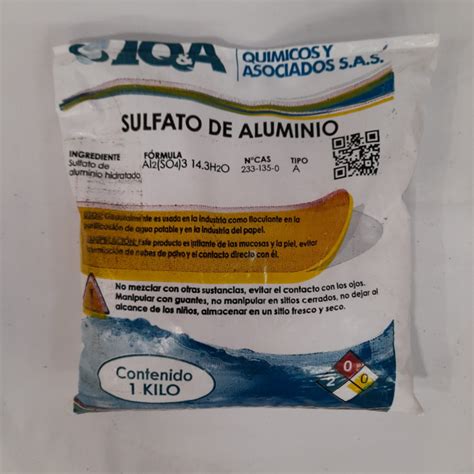 IQ&A
QUIMICOS Y
ASOCIADOS S.A.S.
SULFATO DE ALUMINIO
INGREDIENTE
Sulfato de
aluminio hidratado
FÓRMULA
Al2(SO4)3 14.3H2O
N°CAS
233-135-0
TIPO
A
es usada en la industria como floculante en la
de agua potable y en la industria del papel.
Este producto es irritante de las mucosas y la piel, evitar
de nubes de polvo y el contacto directo con él.
No mezclar con otras sustancias, evitar el contacto con los ojos.
Manipular con guantes, no manipular en sitios cerrados, no dejar al
alcance de los niños, almacenar en un sitio fresco y seco.
Contenido
1 KILO
0
2
0